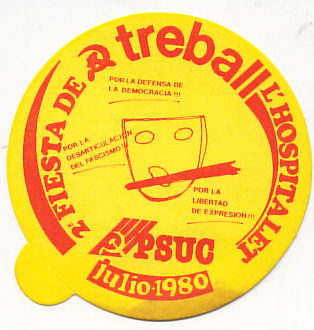 2ª FIESTA DE treball L'HOSPITALET
POR LA DEFENSA DE
LA DEMOCRACIA!!!
POR LA
DESARTICULACION
DEL FASCISMO!!!
POR LA
LIBERTAD
DE EXPRESION!!!
PSUC
Julio·1980